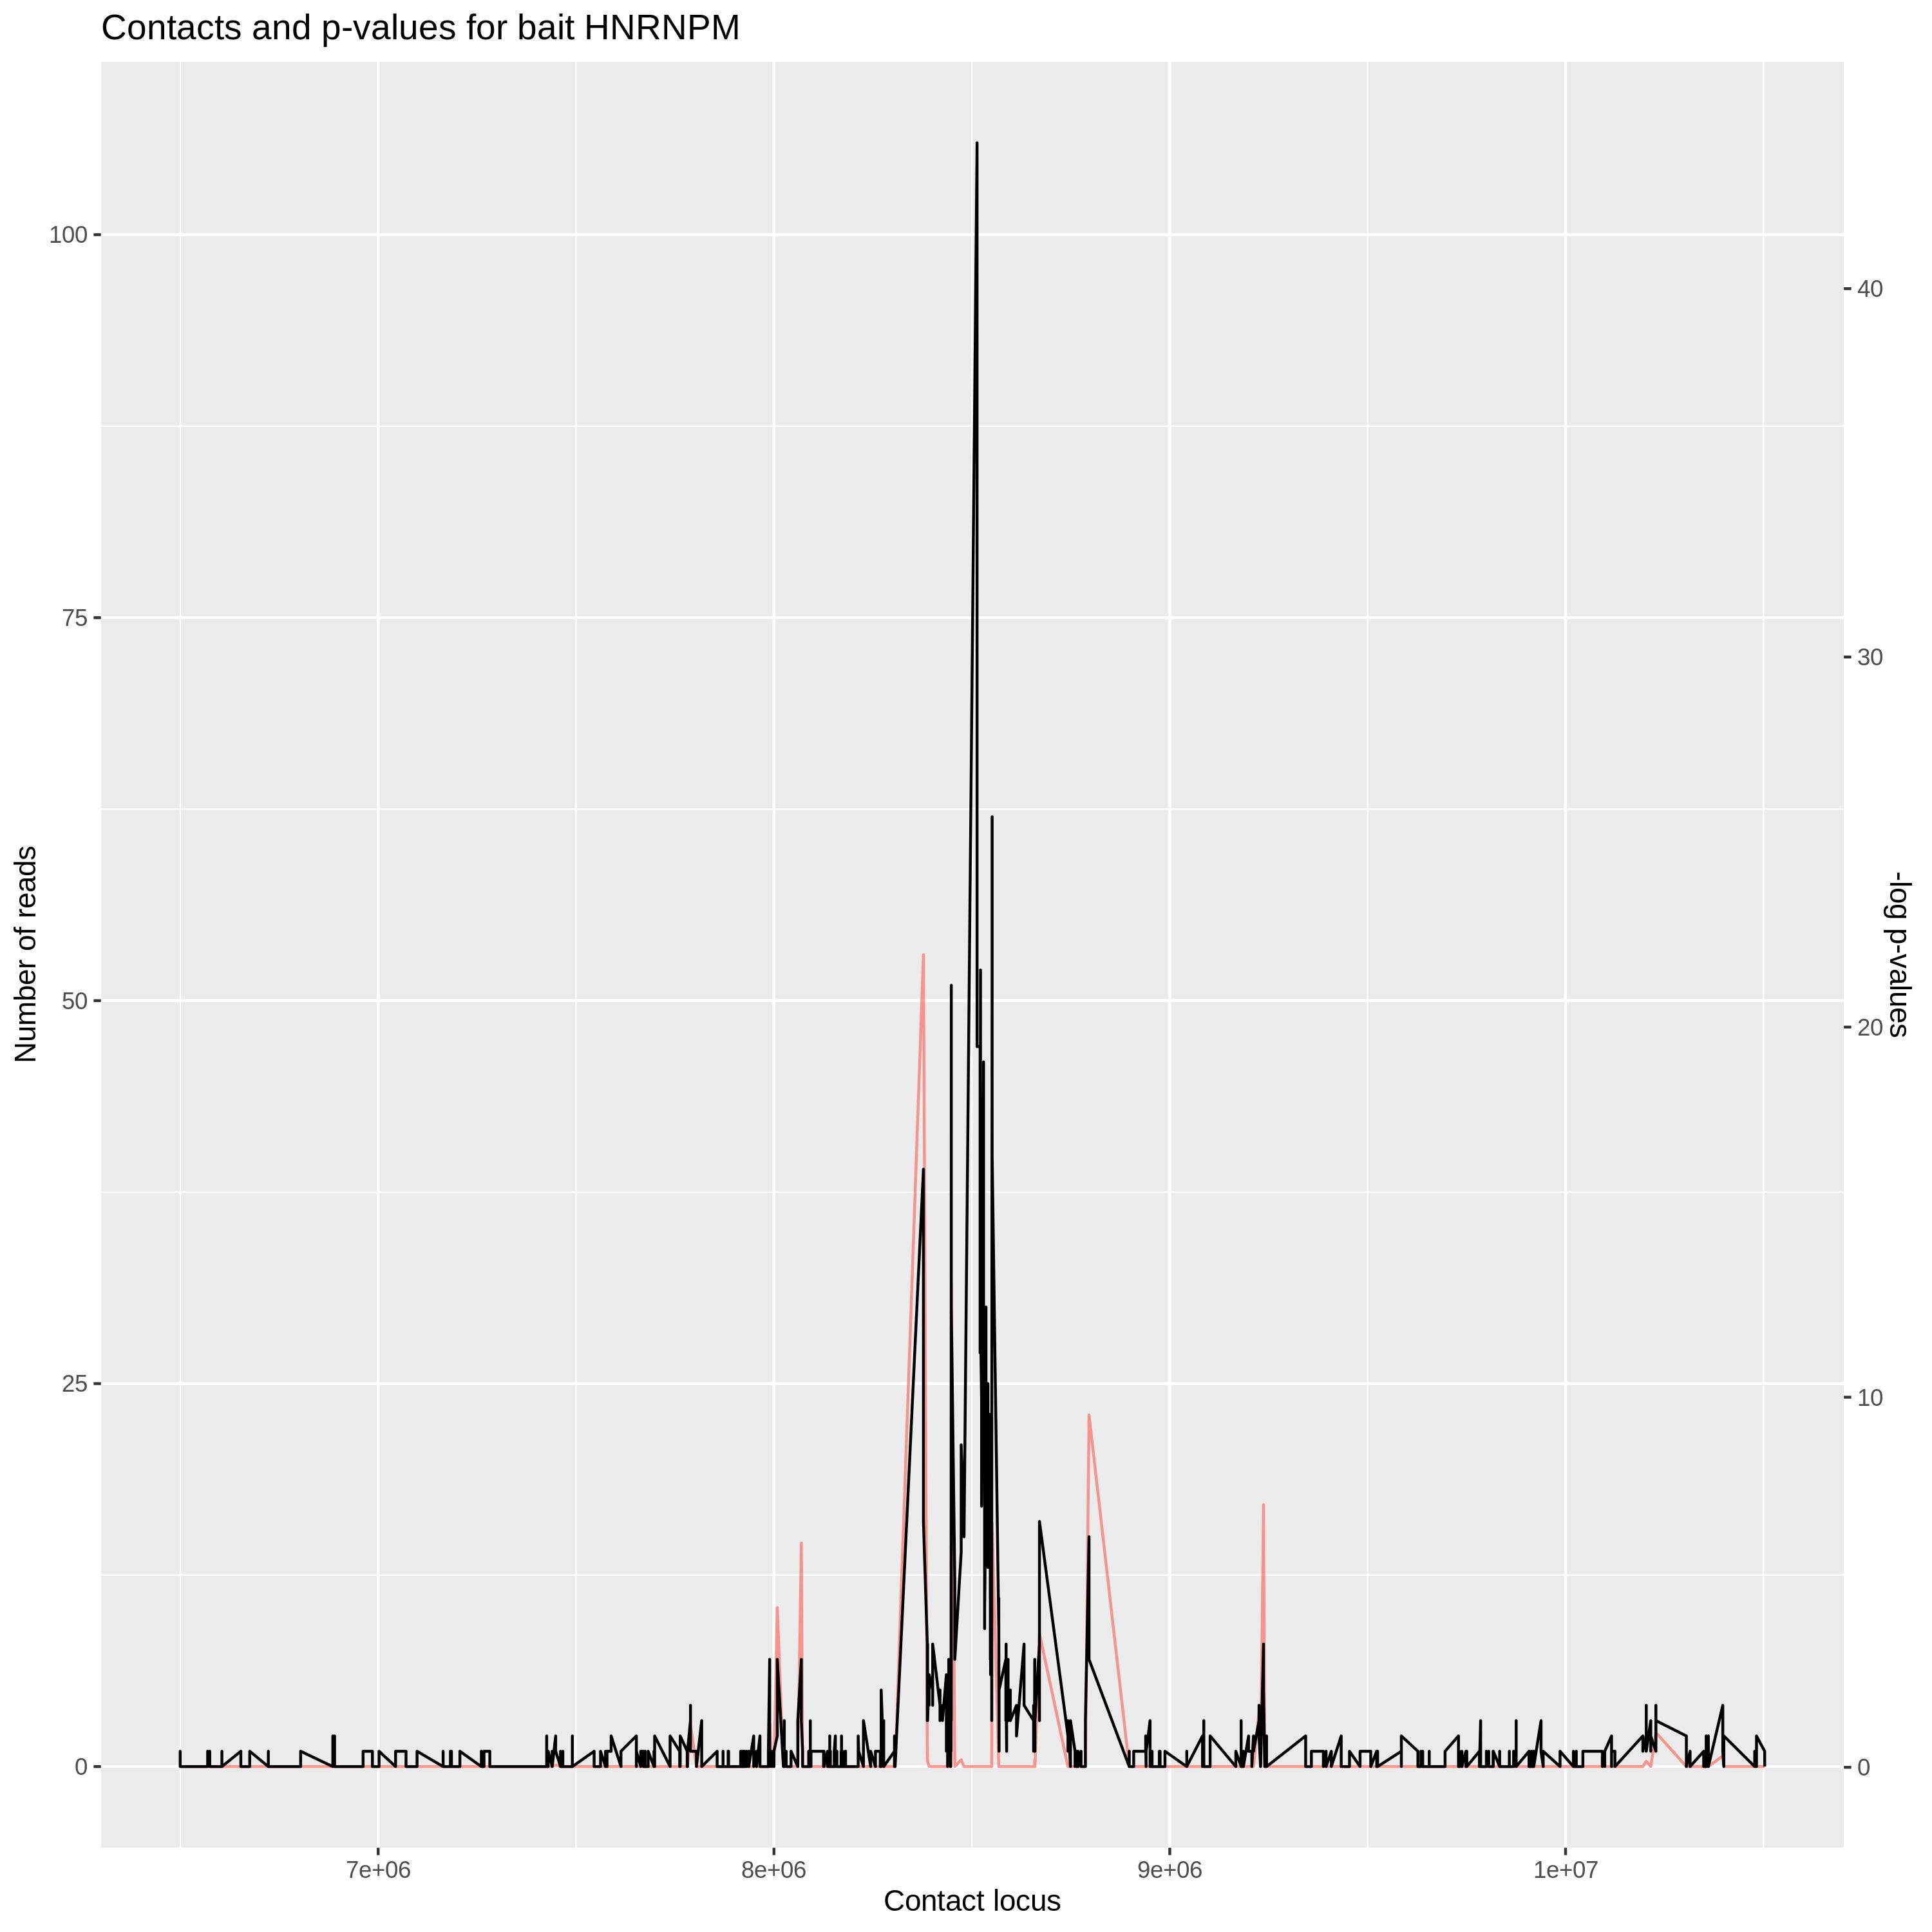 Contacts and p-values for bait HNRNPM
Number of reads
100
75
50
25
0
40
30
20
10
0
-log p-values
7e+06
8e+06
9e+06
1e+07
Contact locus